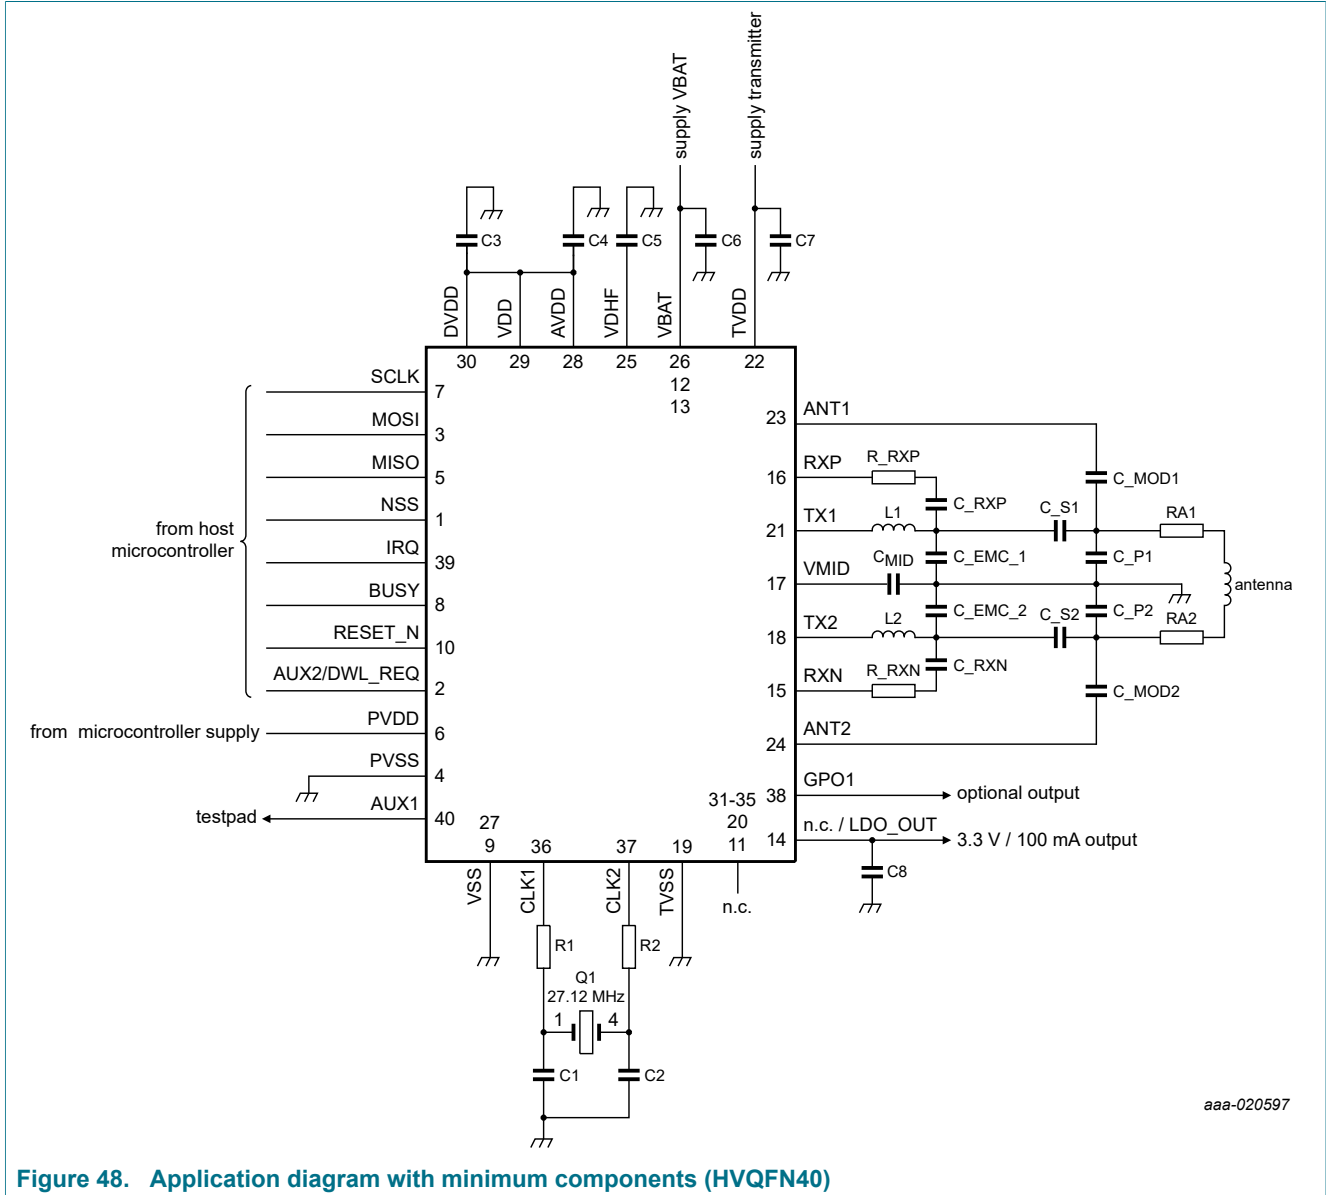 supply VBAT
supply transmitter
C3
C4
C5
C6
C7
DVDD
VDD
AVDD
VDHF
VBAT
TVDD
30
29
28
25
26
22
12
13
SCLK
7
MOSI
3
MISO
5
NSS
1
IRQ
39
BUSY
8
RESET_N
10
AUX2/DWL_REQ
2
from host
microcontroller
from microcontroller supply
PVDD
6
PVSS
4
testpad
AUX1
40
23
ANT1
16
RXP
R_RXP
C_RXP
C_MOD1
21
TX1
L1
C_S1
RA1
C_EMC_1
C_P1
17
VMID
CMID
antenna
C_EMC_2
C_P2
18
TX2
L2
C_S2
RA2
15
RXN
R_RXN
C_RXN
C_MOD2
24
ANT2
38
GPO1
optional output
14
n.c. / LDO_OUT
3.3 V / 100 mA output
C8
27
9
36
37
19
31-35
20
11
VSS
CLK1
CLK2
TVSS
n.c.
R1
R2
Q1
27.12 MHz
1
4
C1
C2
aaa-020597
Figure 48. Application diagram with minimum components (HVQFN40)